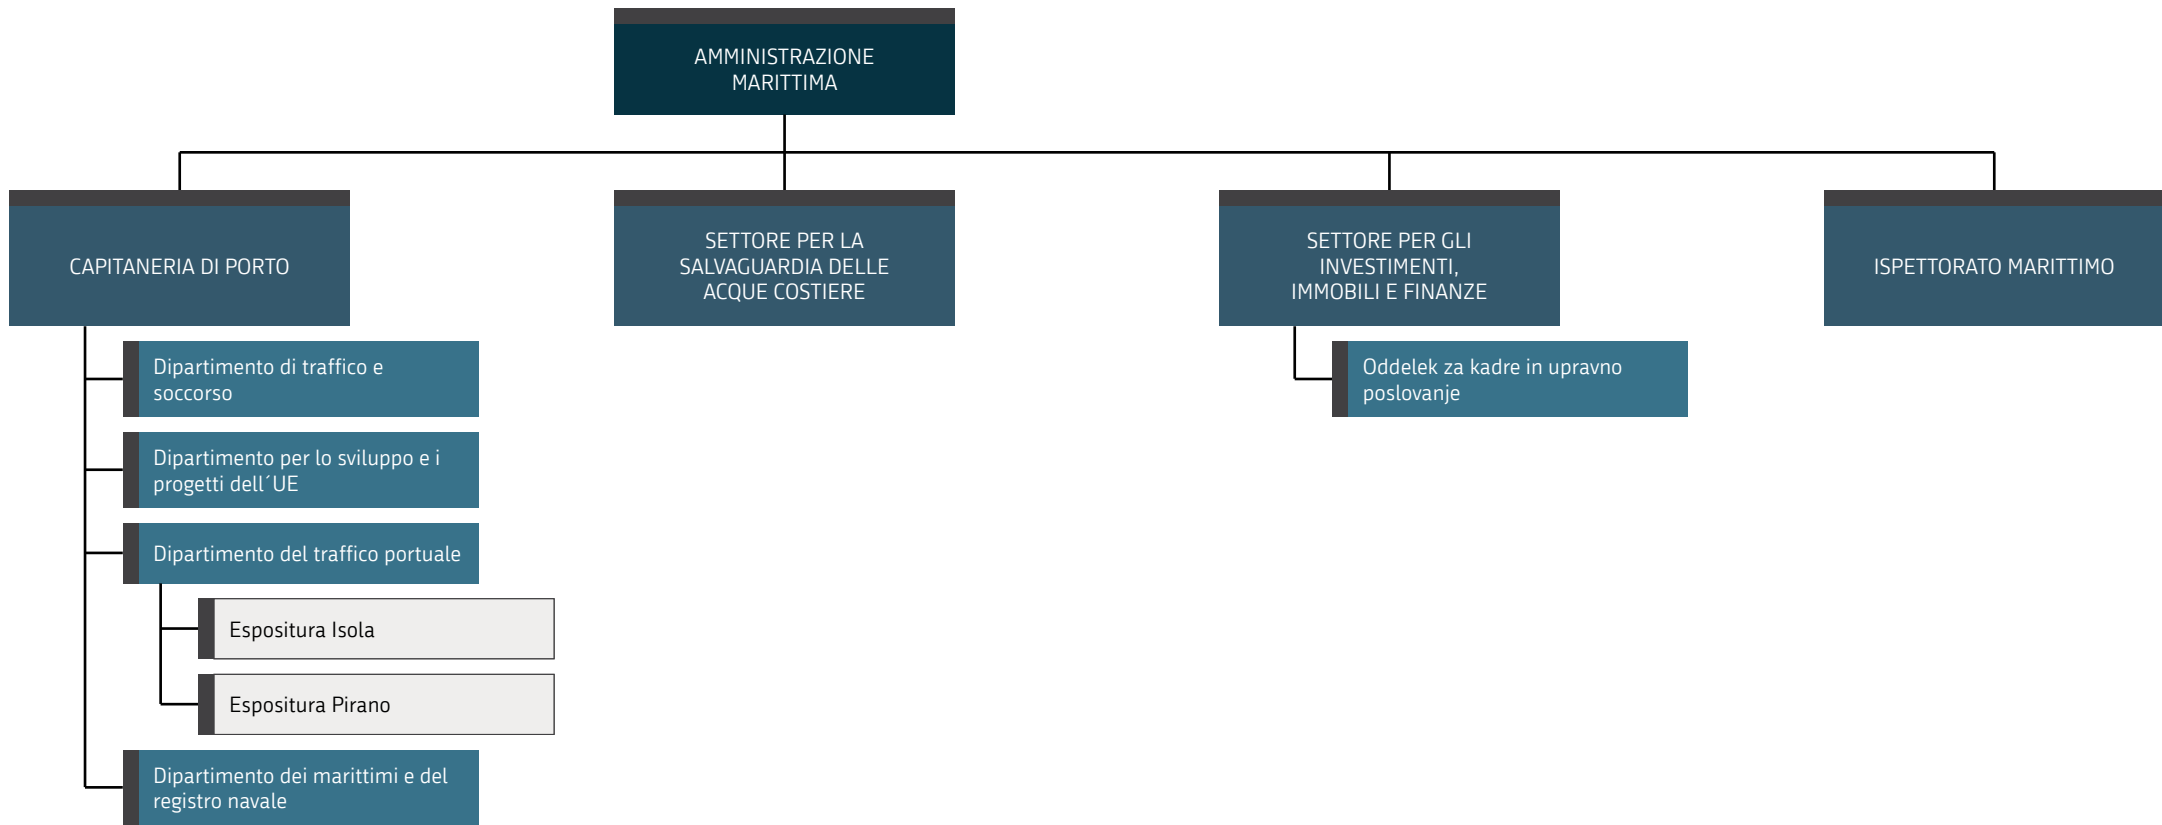 AMMINISTRAZIONE
MARITTIMA
CAPITANERIA DI PORTO
SETTORE PER LA
SALVAGUARDIA DELLE
ACQUE COSTIERE
SETTORE PER GLI
INVESTIMENTI,
IMMOBILI E FINANZE
ISPETTORATO MARITTIMO
Dipartimento di traffico e
soccorso
Dipartimento per lo sviluppo e i
progetti dell´UE
Dipartimento del traffico portuale
Espositura Isola
Espositura Pirano
Dipartimento dei marittimi e del
registro navale
Oddelek za kadre in upravno
poslovanje